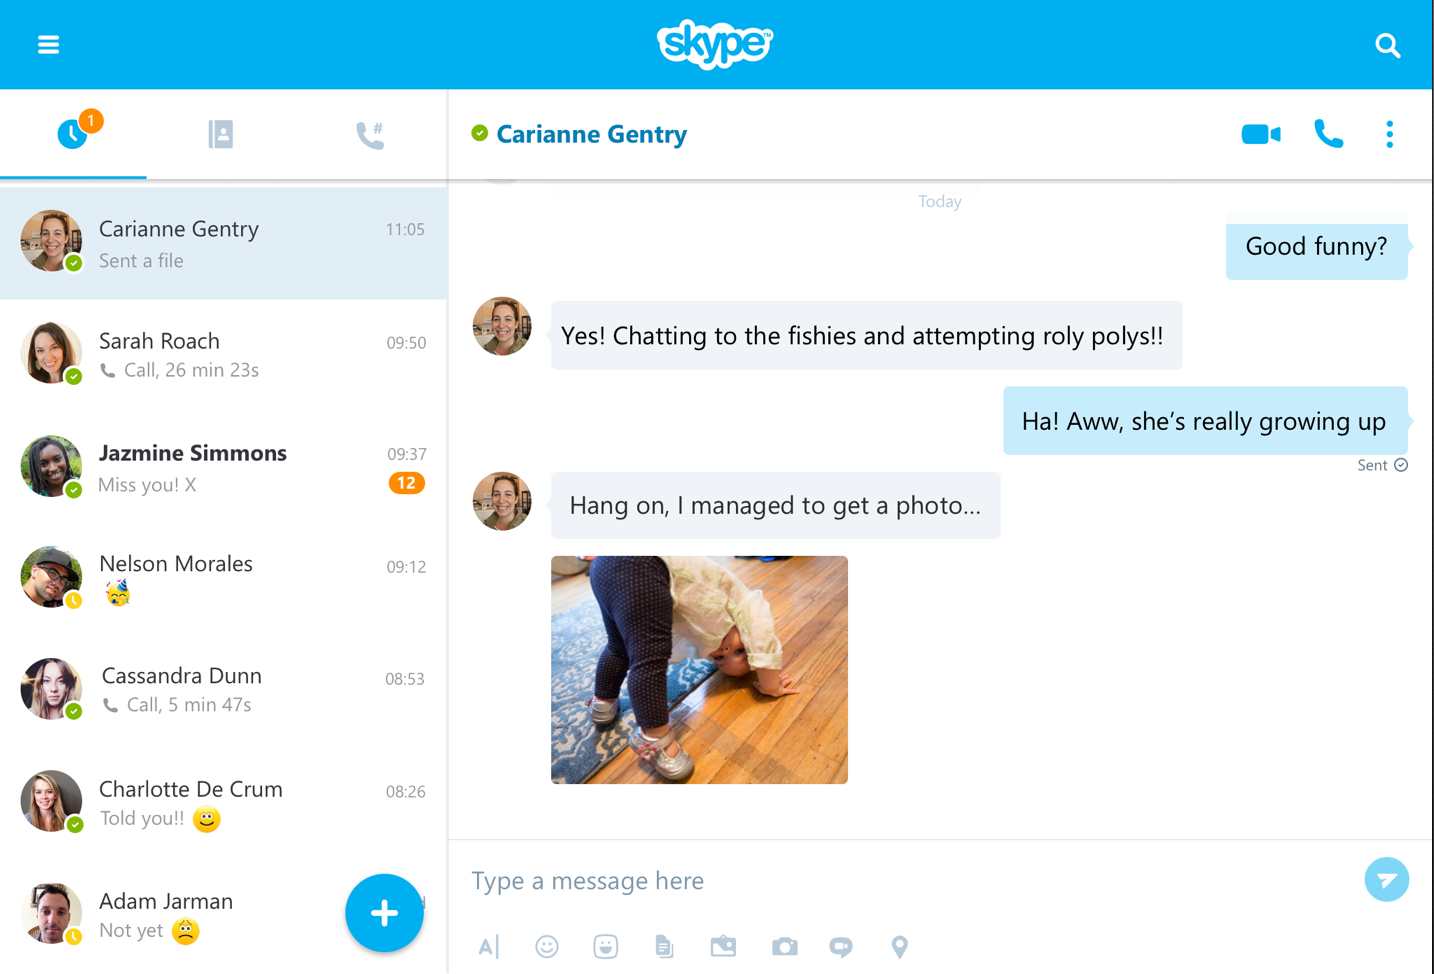 skype™
1
#
Carianne Gentry
Carianne Gentry
11:05
Sent a file
Sarah Roach
09:50
Call, 26 min 23s
Jazmine Simmons
09:37
Miss you! X
12
Nelson Morales
09:12
Cassandra Dunn
08:53
Call, 5 min 47s
Charlotte De Crum
08:26
Told you!!
Adam Jarman
Not yet
Today
Good funny?
Yes! Chatting to the fishies and attempting roly polys!!
Ha! Aww, she’s really growing up
Sent
Hang on, I managed to get a photo...
Type a message here
A